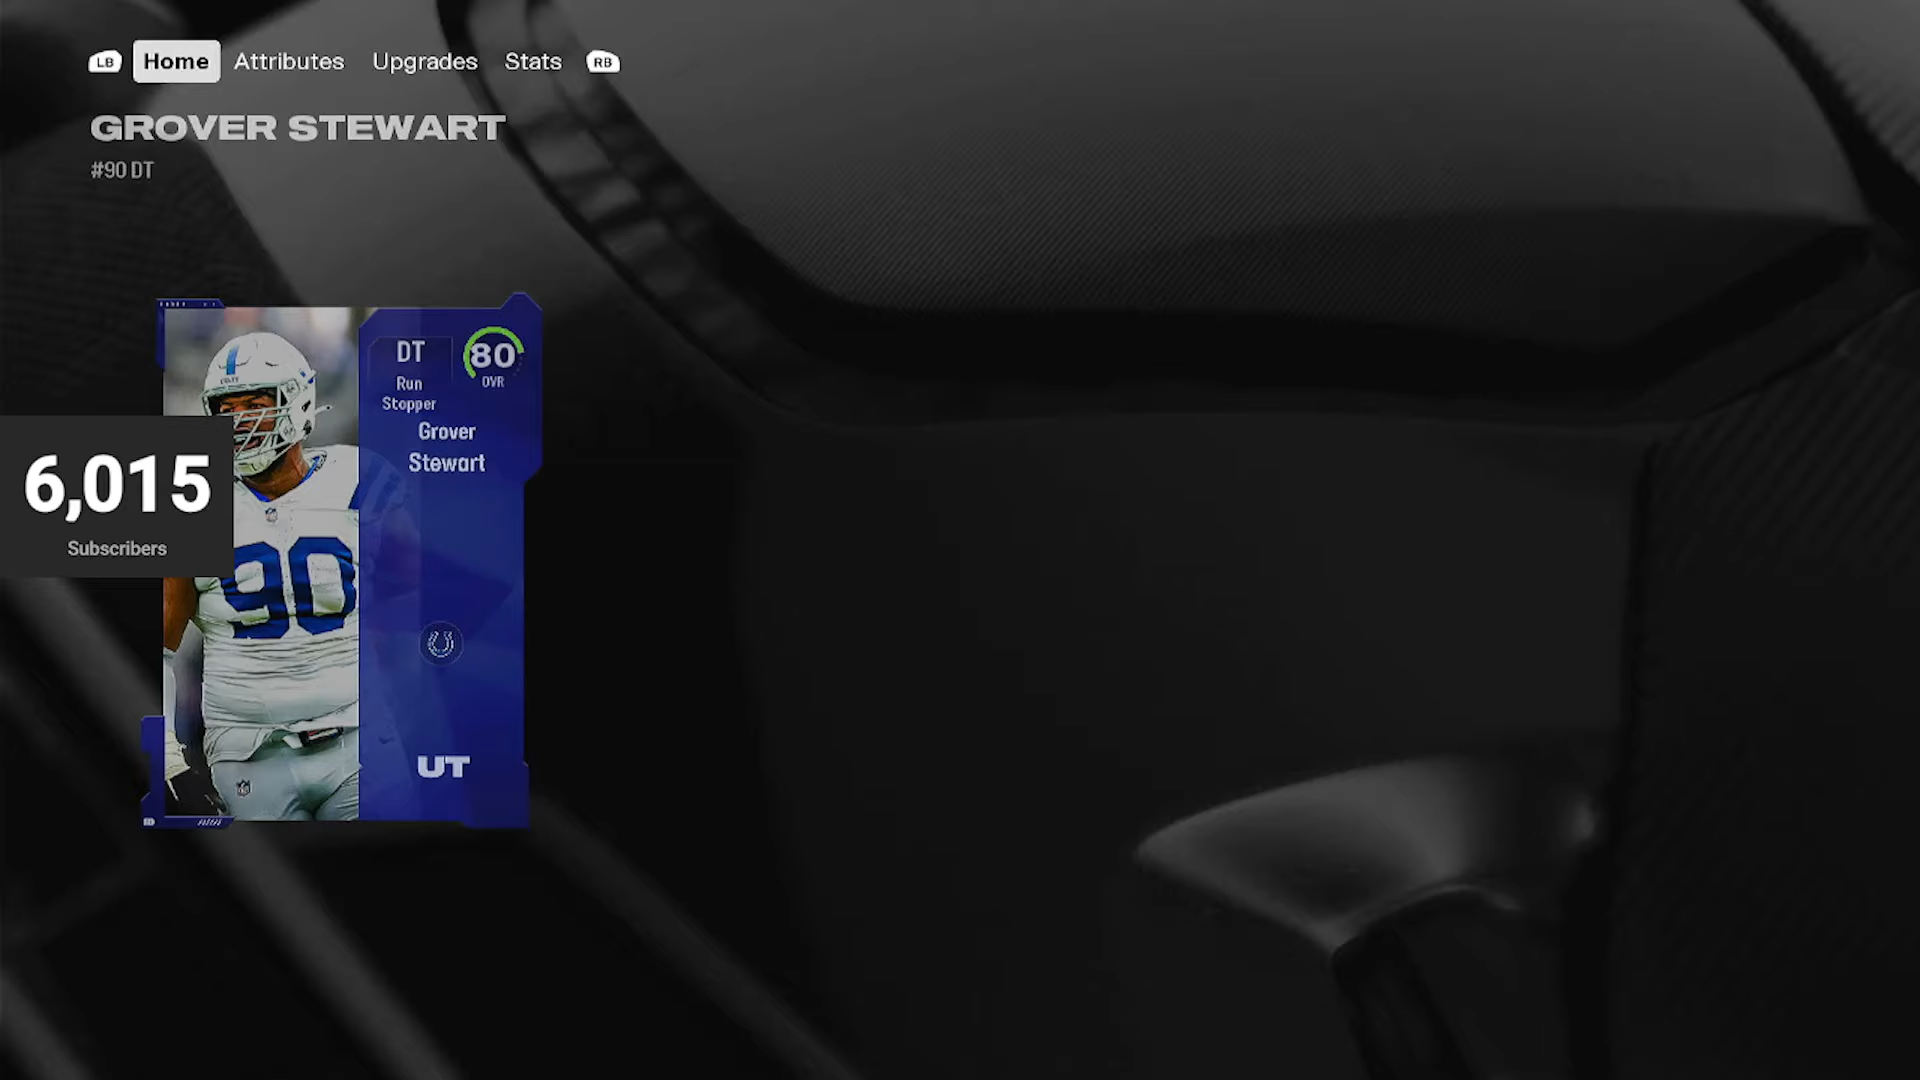 LB Home Attributes Upgrades Stats RB
GROVER STEWART
#90 DT
DT
80
OVR
Run
Stopper
Grover
Stewart
6,015
Subscribers
90
UT